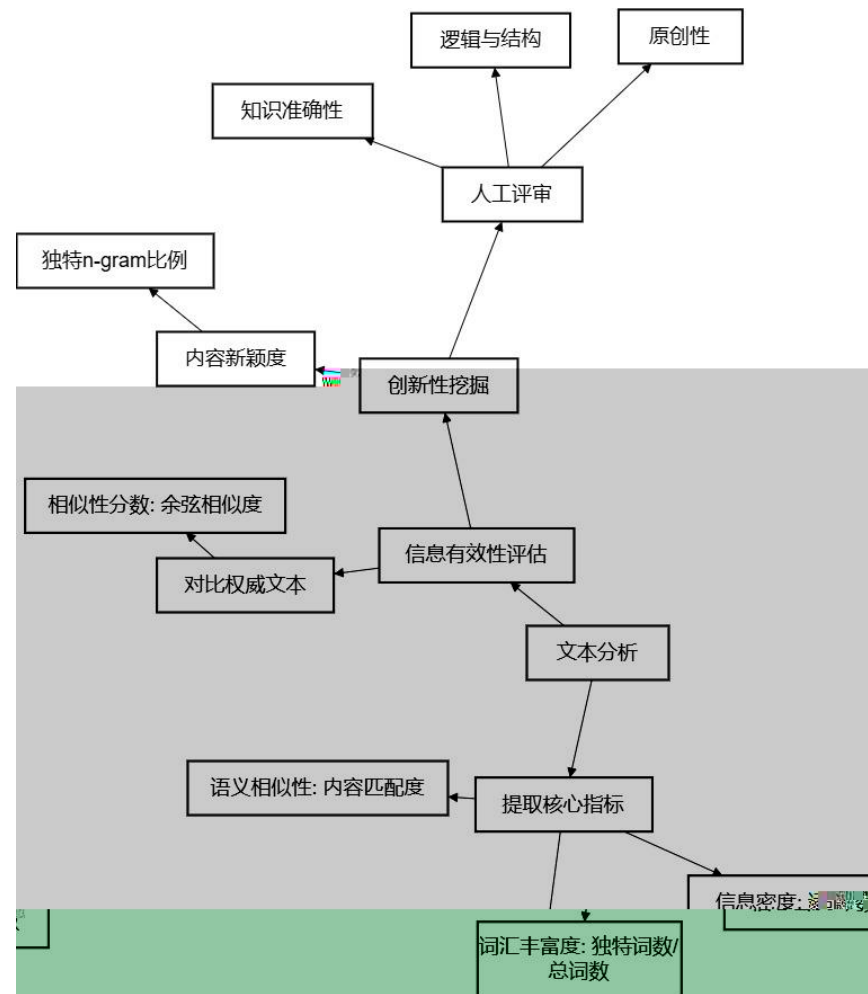 逻辑与结构
原创性
知识准确性
人工评审
独特n-gram比例
内容新颖度
创新性挖掘
相似性分数: 余弦相似度
信息有效性评估
对比权威文本
文本分析
语义相似性: 内容匹配度
提取核心指标
信息密度:
词汇丰富度: 独特词数/
总词数